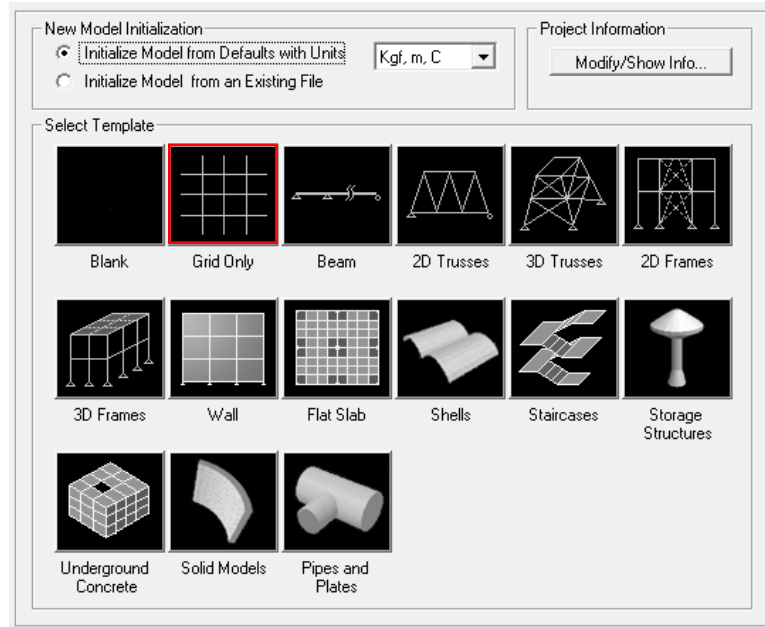 New Model Initialization
Project Information
Initialize Model from Defaults with Units
Kgf, m, C
Modify/Show Info...
Initialize Model from an Existing File
Select Template
Blank
Grid Only
Beam
2D Trusses
3D Trusses
2D Frames
3D Frames
Wall
Flat Slab
Shells
Staircases
Storage
Structures
Underground
Concrete
Solid Models
Pipes and
Plates